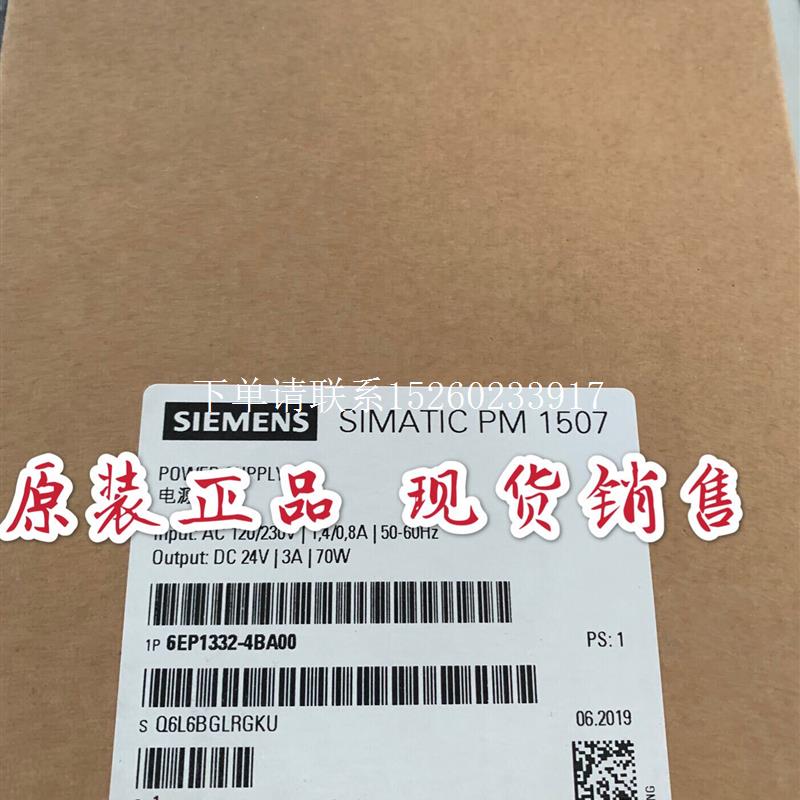 下单请联系15260233917
SIEMENS SIMATIC PM 1507
POWER SUPPLY
电源
原装正品 现货销售
Input: AC 120/230V | 1,4/0,8A | 50-60Hz
Output: DC 24V | 3A | 70W
1P 6EP1332-4BA00 PS: 1
S Q6L6BGLRGKU 06.2019